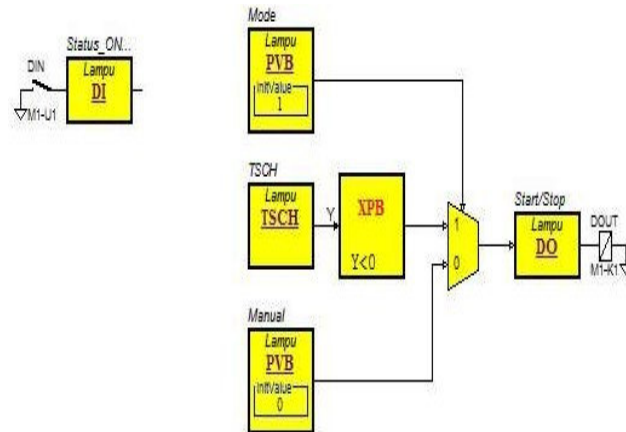 Mode
Lampu
PVB
InitValue
1
Status_ON...
DIN
Lampu
DI
M1-U1
TSCH
Lampu
TSCH
Y
XPB
Y<0
1
0
Start/Stop
Lampu
DO
DOUT
M1-K1
Manual
Lampu
PVB
InitValue
0